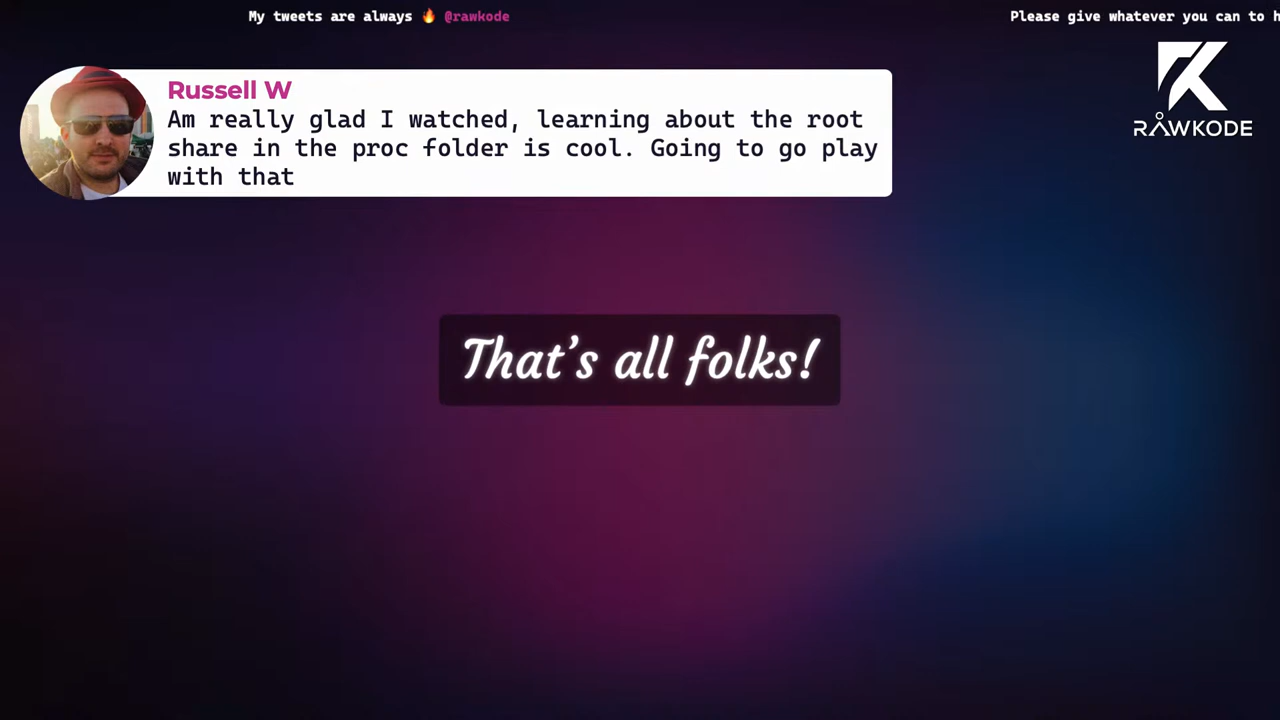 My tweets are always 🔥 @rawkode
Please give whatever you can to
RAWKODE
Russell W
Am really glad I watched, learning about the root
share in the proc folder is cool. Going to go play
with that
That's all folks!